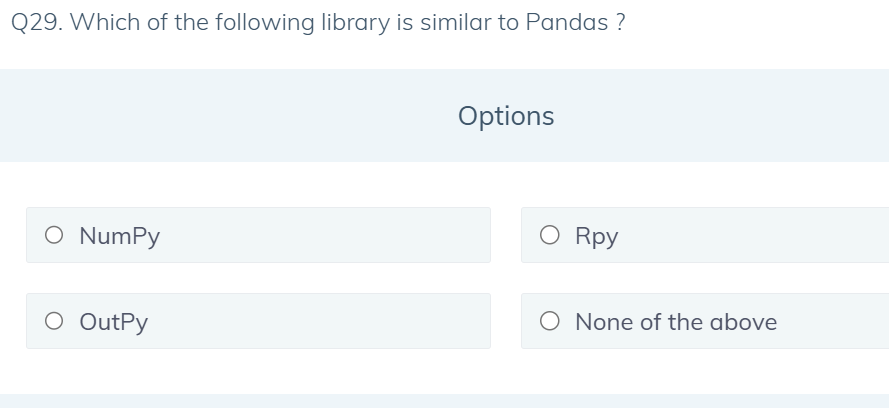 Q29. Which of the following library is similar to Pandas ?
Options
NumPy
Rpy
OutPy
None of the above